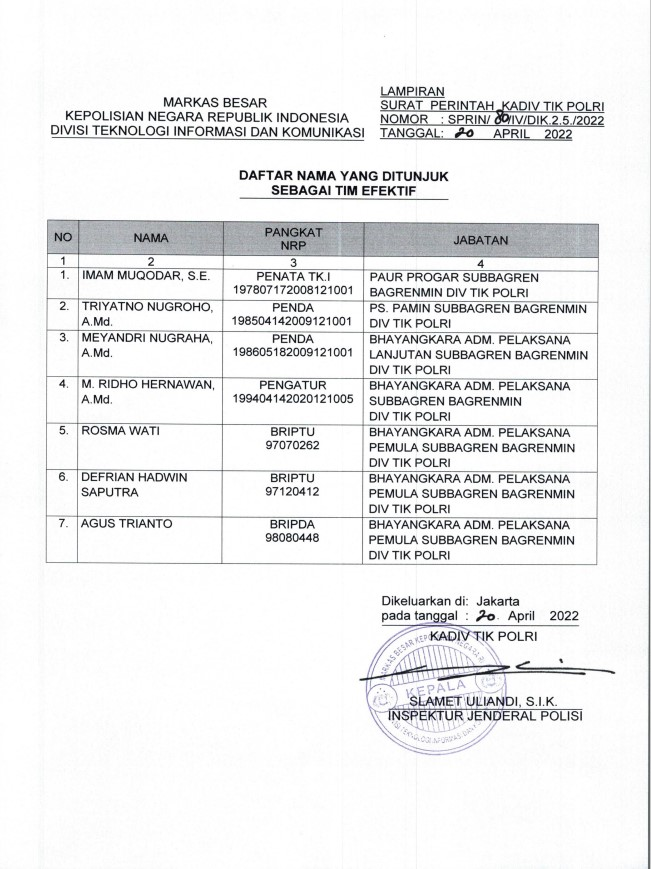 MARKAS BESAR
KEPOLISIAN NEGARA REPUBLIK INDONESIA
DIVISI TEKNOLOGI INFORMASI DAN KOMUNIKASI
LAMPIRAN
SURAT PERINTAH KADIV TIK POLRI
NOMOR : SPRIN/ 80/IV/DIK.2.5./2022
TANGGAL: 20 APRIL 2022
DAFTAR NAMA YANG DITUNJUK
SEBAGAI TIM EFEKTIF
NO NAMA PANGKAT NRP JABATAN
1 2 3 4
1. IMAM MUQODAR, S.E. PENATA TK.I PAUR PROGAR SUBBAGREN
197807172008121001 BAGRENMIN DIV TIK POLRI
2. TRIYATNO NUGROHO, PENDA PS. PAMIN SUBBAGREN BAGRENMIN
A.Md. 198504142009121001 DIV TIK POLRI
3. MEYANDRI NUGRAHA, PENDA BHAYANGKARA ADM. PELAKSANA
A.Md. 198605182009121001 LANJUTAN SUBBAGREN BAGRENMIN
DIV TIK POLRI
4. M. RIDHO HERNAWAN, PENGATUR BHAYANGKARA ADM. PELAKSANA
A.Md. 199404142020121005 SUBBAGREN BAGRENMIN
DIV TIK POLRI
5. ROSMA WATI BRIPTU BHAYANGKARA ADM. PELAKSANA
97070262 PEMULA SUBBAGREN BAGRENMIN
DIV TIK POLRI
6. DEFRIAN HADWIN BRIPTU BHAYANGKARA ADM. PELAKSANA
SAPUTRA 97120412 PEMULA SUBBAGREN BAGRENMIN
DIV TIK POLRI
7. AGUS TRIANTO BRIPDA BHAYANGKARA ADM. PELAKSANA
98080448 PEMULA SUBBAGREN BAGRENMIN
DIV TIK POLRI
Dikeluarkan di: Jakarta
pada tanggal : 20. April 2022
KADIV TIK POLRI
MARKAS BESAR
KEPALA
SLAMET ULIANDI, S.I.K.
INSPEKTUR JENDERAL POLISI